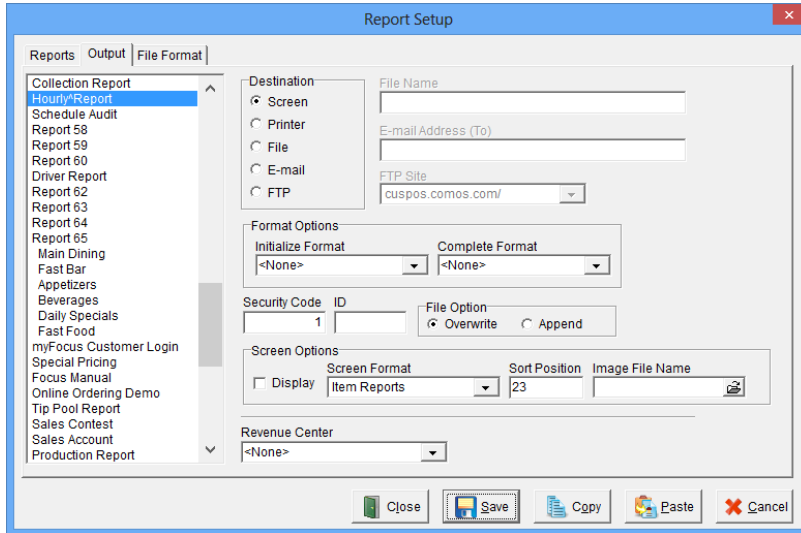 Report Setup
Reports Output File Format
Collection Report
Hourly^Report
Schedule Audit
Report 58
Report 59
Report 60
Driver Report
Report 62
Report 63
Report 64
Report 65
Main Dining
Fast Bar
Appetizers
Beverages
Daily Specials
Fast Food
myFocus Customer Login
Special Pricing
Focus Manual
Online Ordering Demo
Tip Pool Report
Sales Contest
Sales Account
Production Report
Destination
Screen
Printer
File
E-mail
FTP
File Name
E-mail Address (To)
FTP Site
cuspos.comos.com/
Format Options
Initialize Format Complete Format
<None> <None>
Security Code ID
1
File Option
Overwrite Append
Screen Options
Display
Screen Format Sort Position Image File Name
Item Reports 23
Revenue Center
<None>
Close Save Copy Paste Cancel